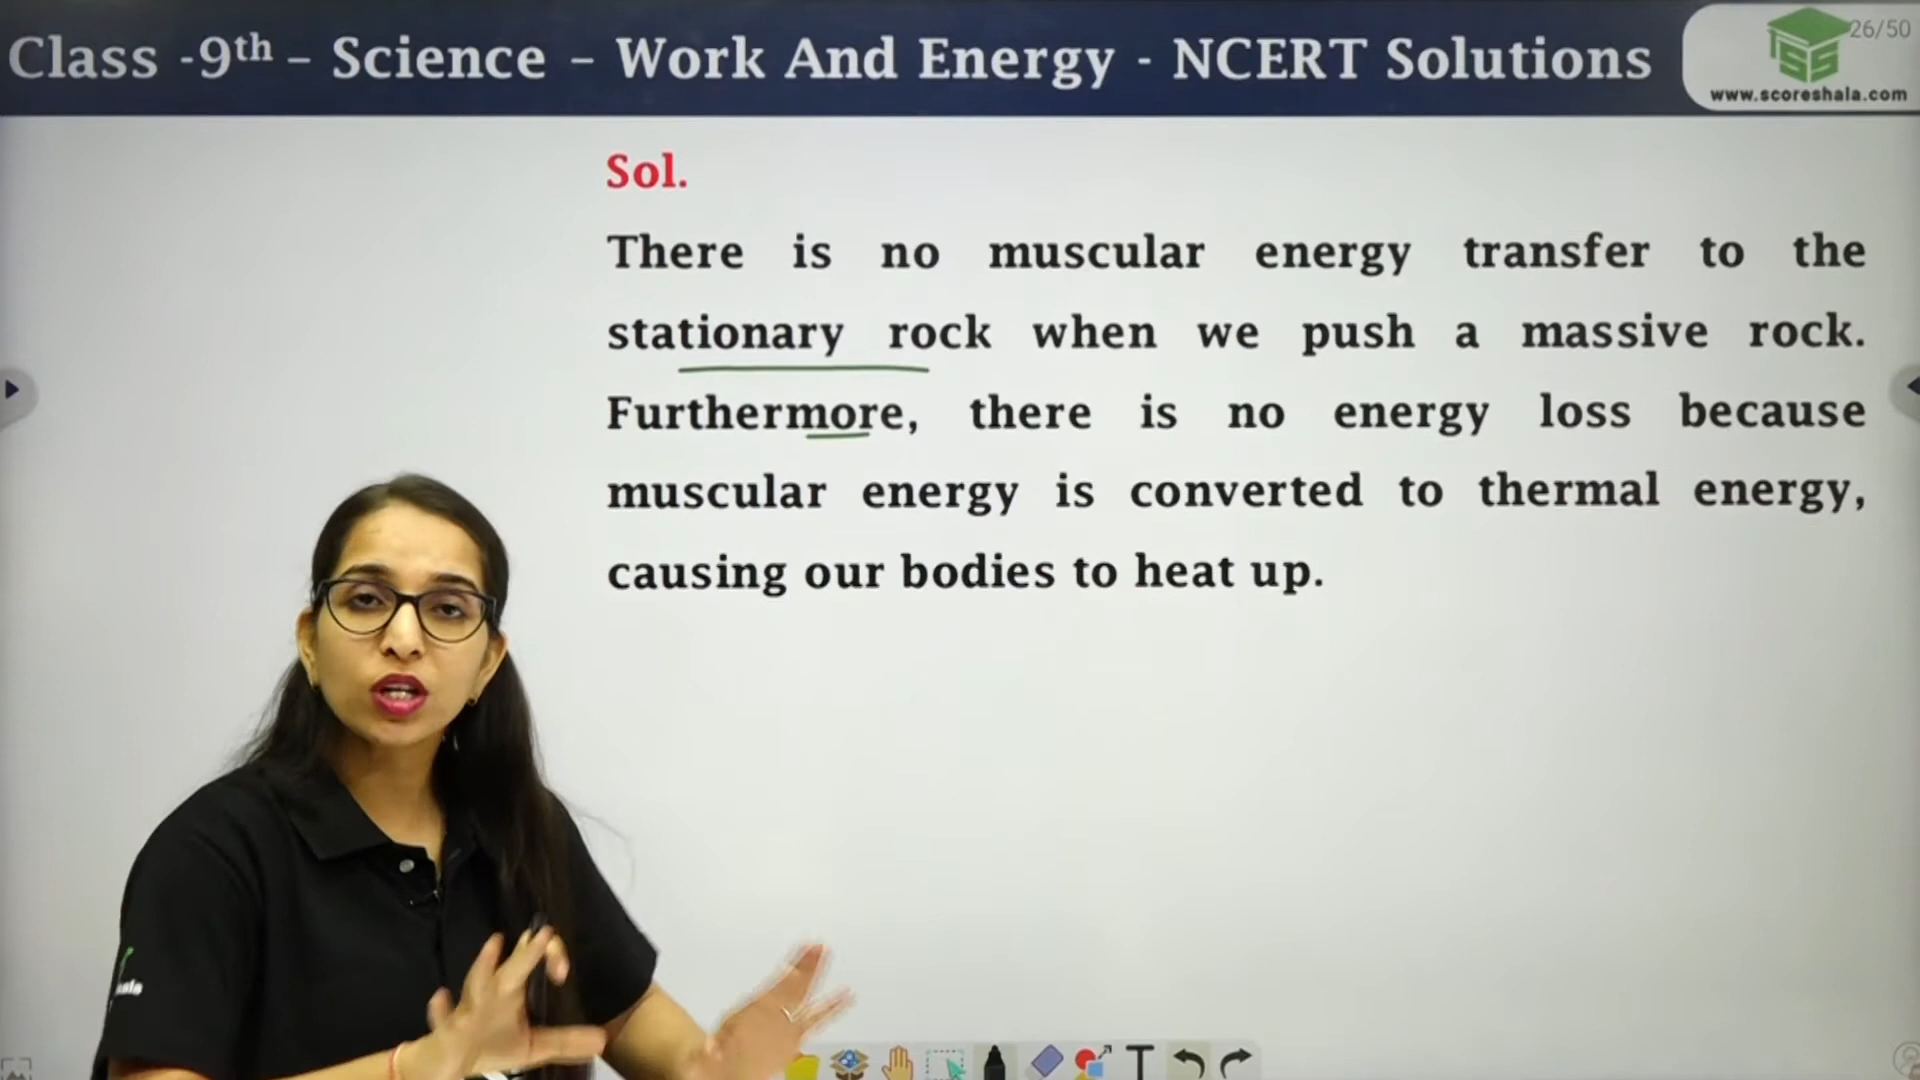 Class -9th – Science – Work And Energy - NCERT Solutions
26/50
www.scoreshala.com
Sol.
There is no muscular energy transfer to the
stationary rock when we push a massive rock.
Furthermore, there is no energy loss because
muscular energy is converted to thermal energy,
causing our bodies to heat up.